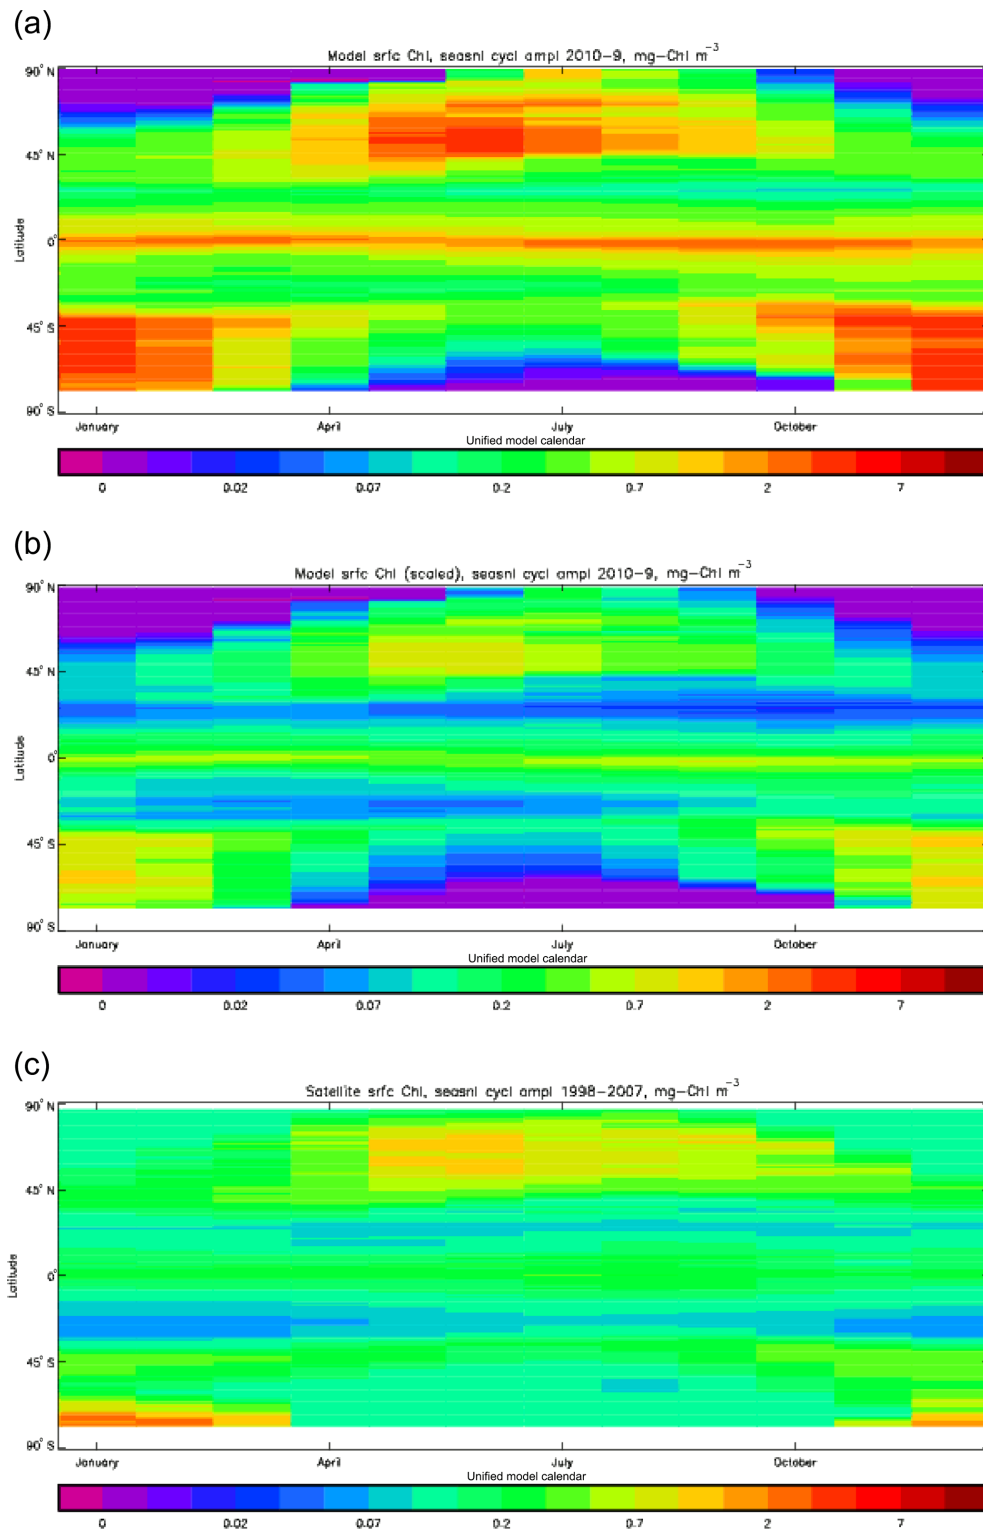 (a)
Model srfc Chl, seasnl cycl ampl 2010-9, mg-Chl m⁻³
90° N
45° N
0°
45° S
90° S
Latitude
January April July October
Unified model calendar
0 0.02 0.07 0.2 0.7 2 7
(b)
Model srfc Chl (scaled), seasnl cycl ampl 2010-9, mg-Chl m⁻³
90° N
45° N
0°
45° S
90° S
Latitude
January April July October
Unified model calendar
0 0.02 0.07 0.2 0.7 2 7
(c)
Satellite srfc Chl, seasnl cycl ampl 1998-2007, mg-Chl m⁻³
90° N
45° N
0°
45° S
90° S
Latitude
January April July October
Unified model calendar
0 0.02 0.07 0.2 0.7 2 7